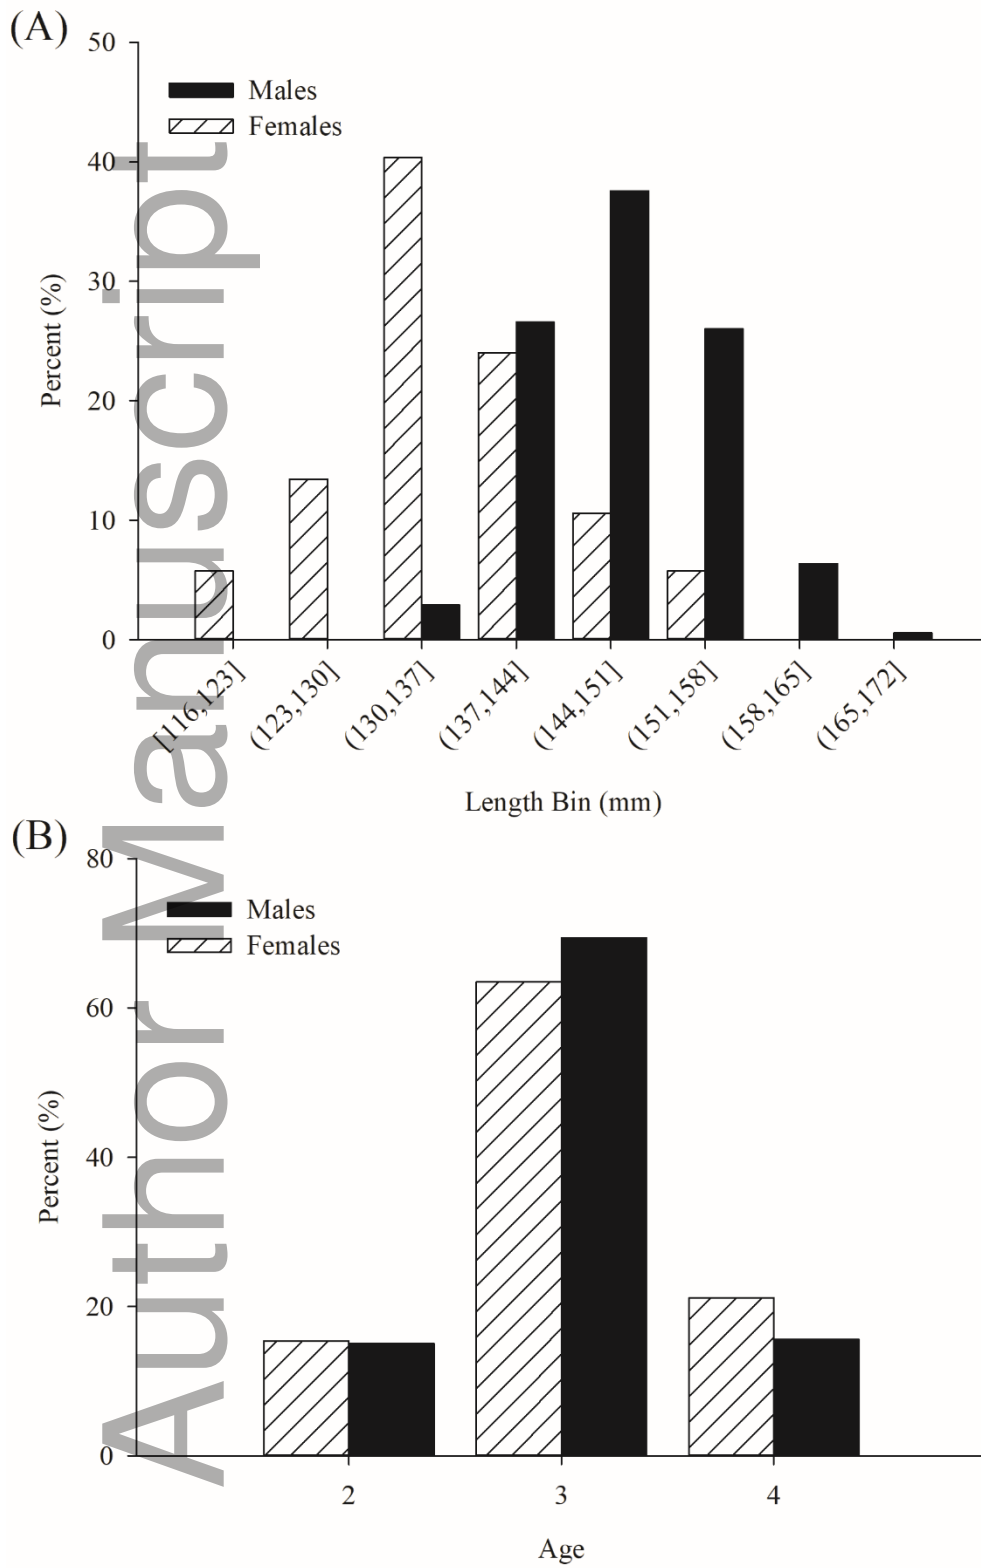 (A)
50
40
30
20
10
0
Percent (%)
Males
Females
[116,123]
(123,130]
(130,137]
(137,144]
(144,151]
(151,158]
(158,165]
(165,172]
Length Bin (mm)
(B)
80
60
40
20
0
Percent (%)
Males
Females
2
3
4
Age
Author Manuscript